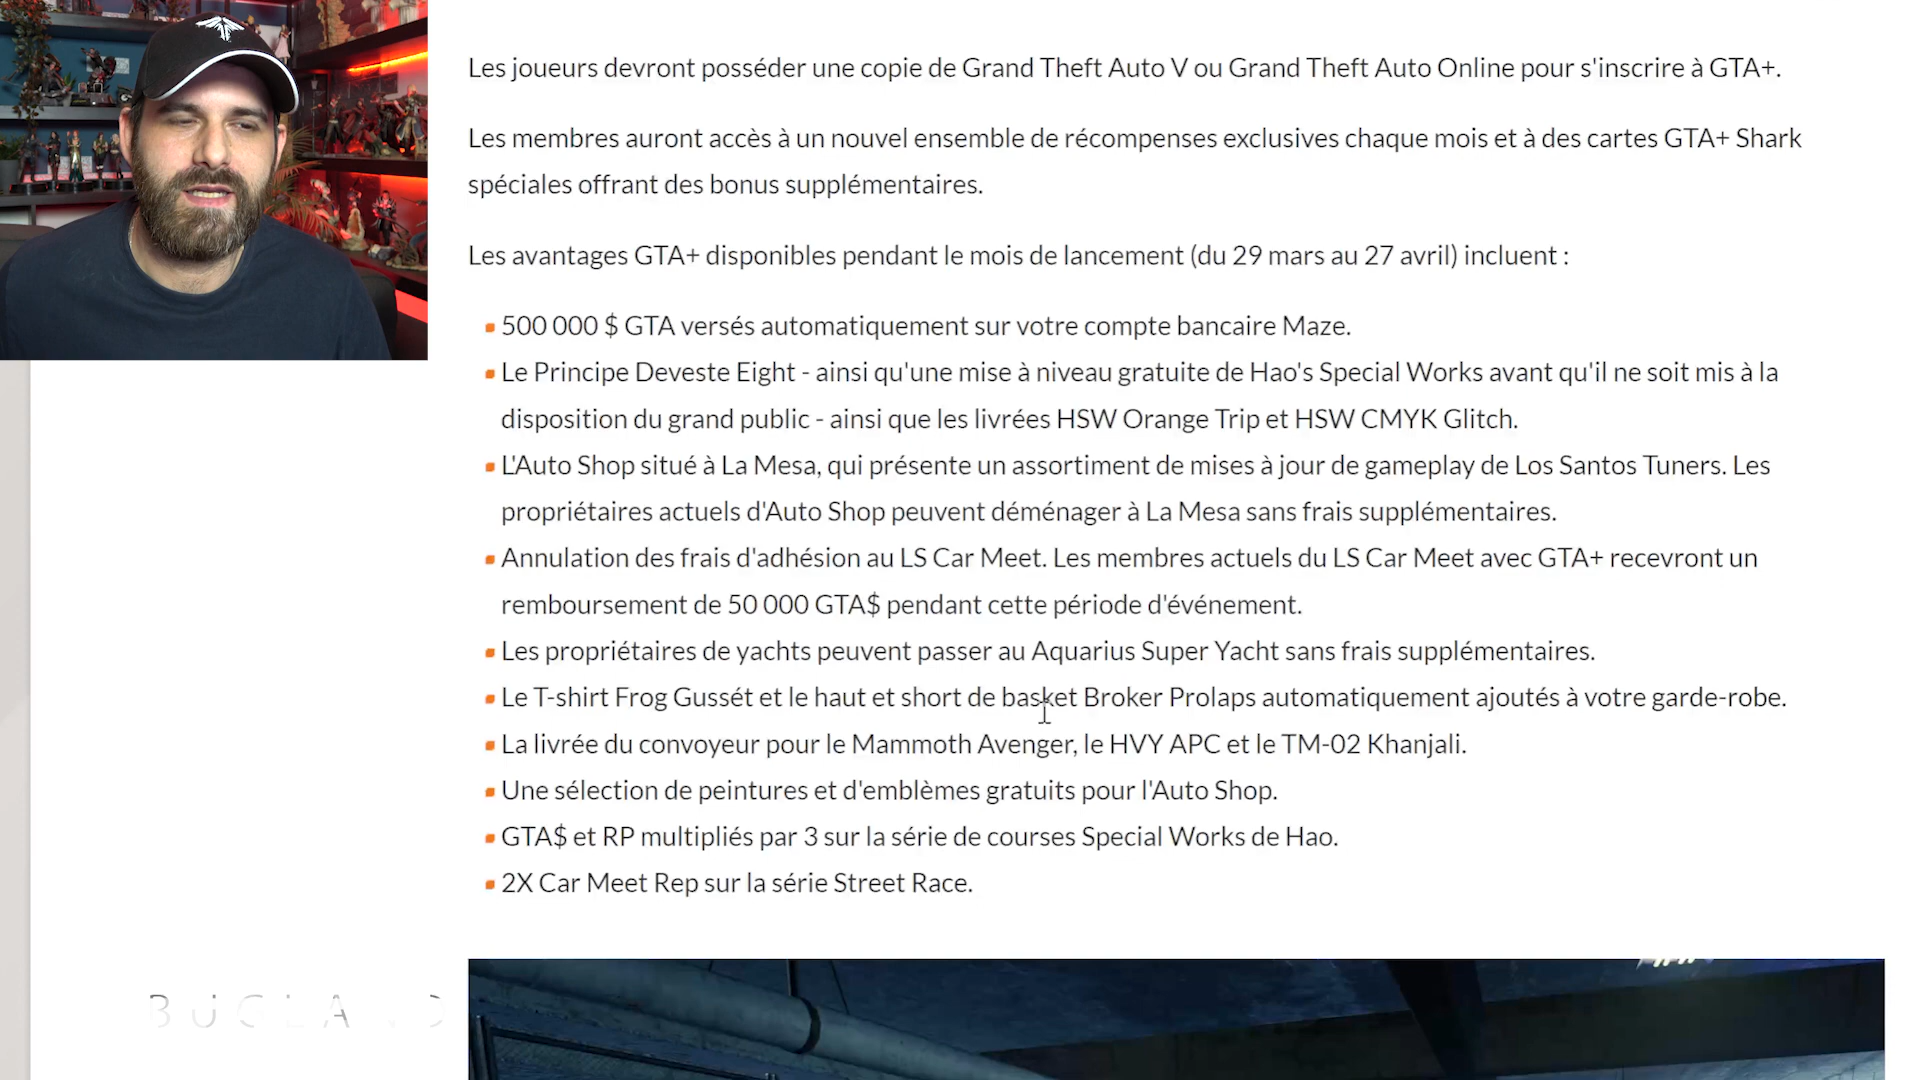 Les joueurs devront posséder une copie de Grand Theft Auto V ou Grand Theft Auto Online pour s'inscrire à GTA+.
Les membres auront accès à un nouvel ensemble de récompenses exclusives chaque mois et à des cartes GTA+ Shark
spéciales offrant des bonus supplémentaires.
Les avantages GTA+ disponibles pendant le mois de lancement (du 29 mars au 27 avril) incluent :
500 000 $ GTA versés automatiquement sur votre compte bancaire Maze.
Le Principe Deveste Eight - ainsi qu'une mise à niveau gratuite de Hao's Special Works avant qu'il ne soit mis à la
disposition du grand public - ainsi que les livrées HSW Orange Trip et HSW CMYK Glitch.
L'Auto Shop situé à La Mesa, qui présente un assortiment de mises à jour de gameplay de Los Santos Tuners. Les
propriétaires actuels d'Auto Shop peuvent déménager à La Mesa sans frais supplémentaires.
Annulation des frais d'adhésion au LS Car Meet. Les membres actuels du LS Car Meet avec GTA+ recevront un
remboursement de 50 000 GTA$ pendant cette période d'événement.
Les propriétaires de yachts peuvent passer au Aquarius Super Yacht sans frais supplémentaires.
Le T-shirt Frog Gussét et le haut et short de basket Broker Prolaps automatiquement ajoutés à votre garde-robe.
La livrée du convoyeur pour le Mammoth Avenger, le HVY APC et le TM-02 Khanjali.
Une sélection de peintures et d'emblèmes gratuits pour l'Auto Shop.
GTA$ et RP multipliés par 3 sur la série de courses Special Works de Hao.
2X Car Meet Rep sur la série Street Race.